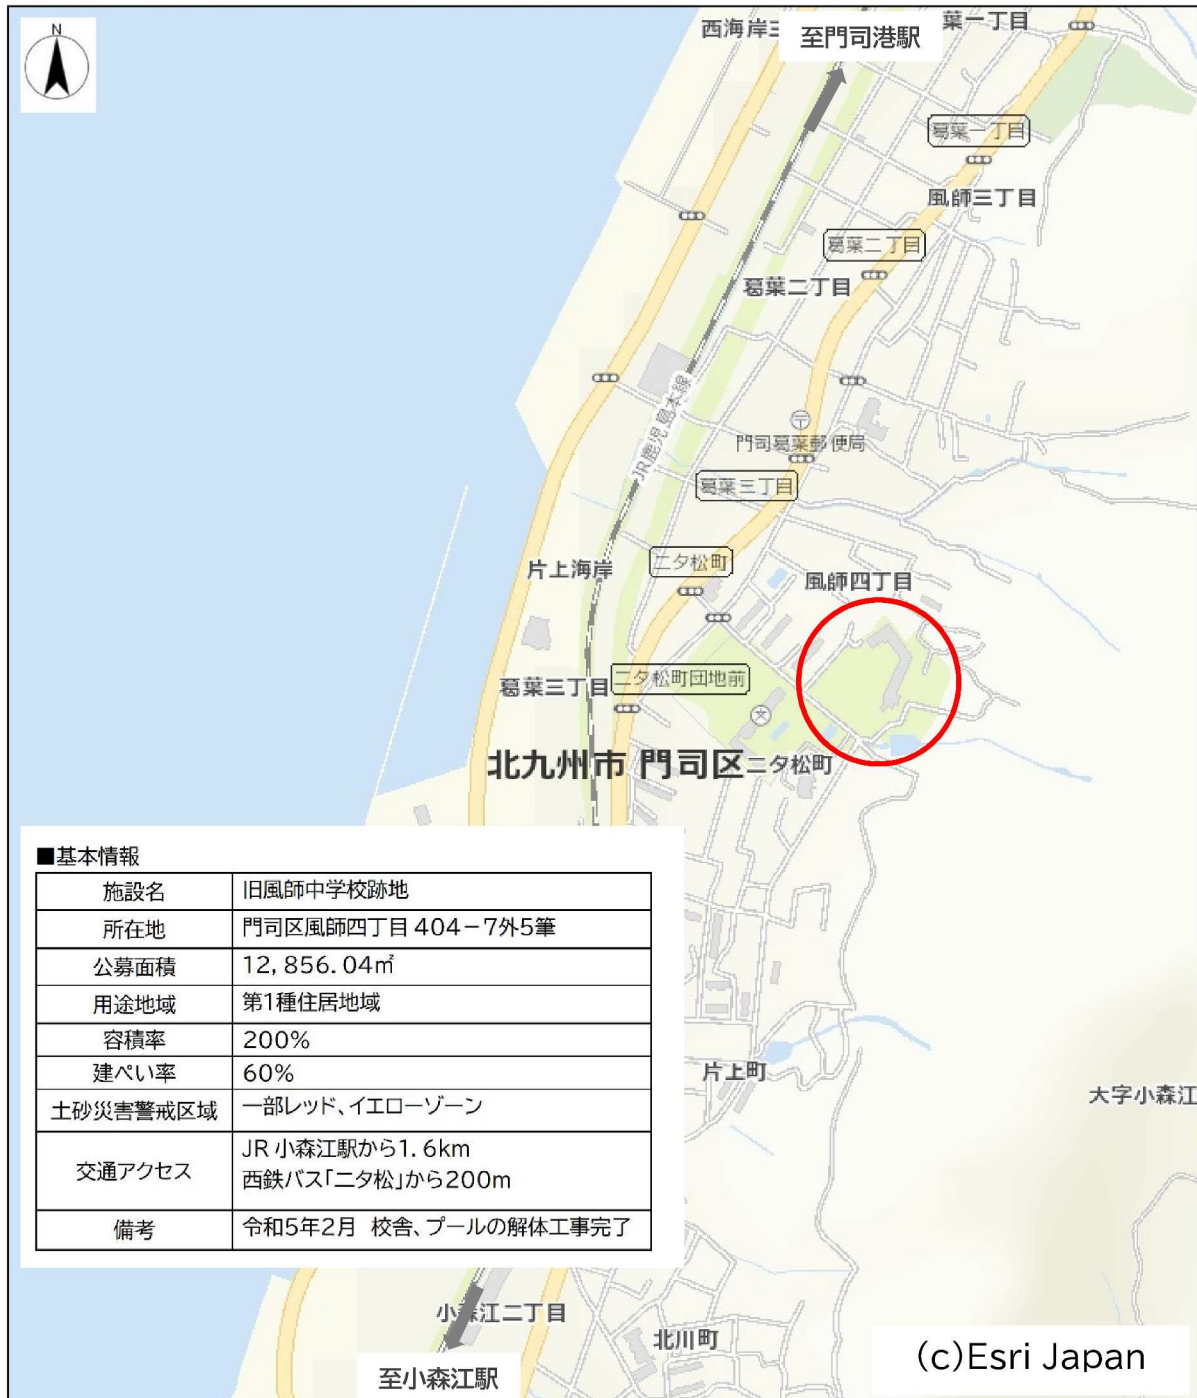 N
西海岸三
至門司港駅
葉一丁目
葛葉一丁目
風師三丁目
葛葉二丁目
葛葉二丁目
JR鹿児島本線
門司葛葉郵便局
葛葉三丁目
片上海岸
二タ松町
風師四丁目
葛葉三丁目
二タ松町団地前
文
北九州市 門司区
二タ松町
■基本情報
施設名 旧風師中学校跡地
所在地 門司区風師四丁目404-7外5筆
公募面積 12,856.04㎡
用途地域 第1種住居地域
容積率 200%
建ぺい率 60%
土砂災害警戒区域 一部レッド、イエローゾーン
交通アクセス JR小森江駅から1.6km
西鉄バス「二タ松」から200m
備考 令和5年2月 校舎、プールの解体工事完了
片上町
大字小森江
小森江二丁目
北川町
至小森江駅
(c)Esri Japan